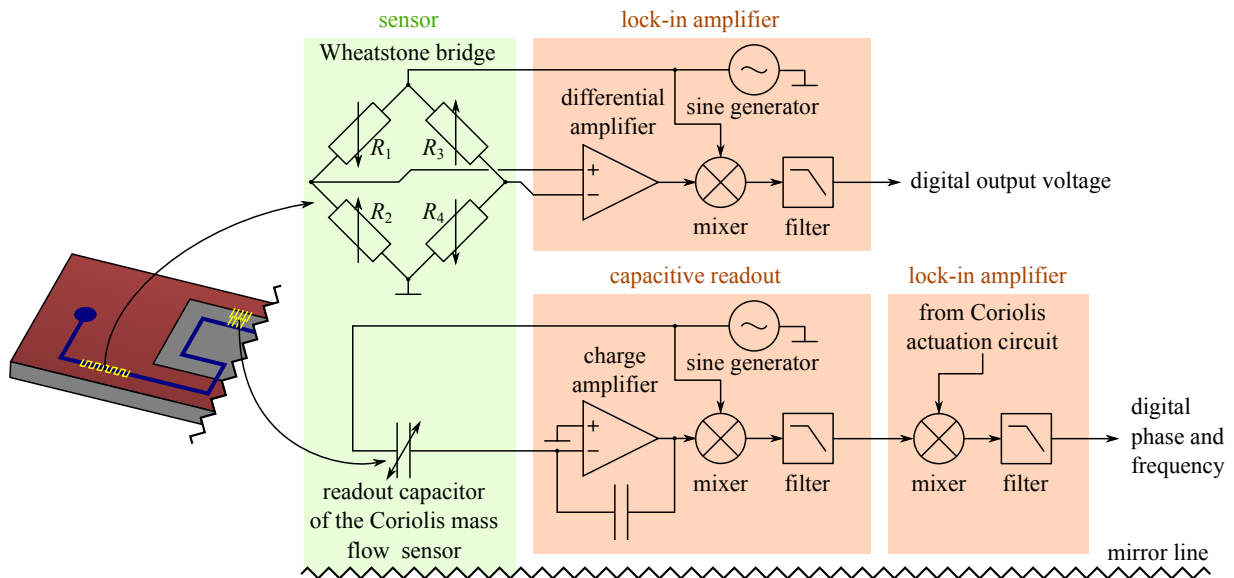 sensor
lock-in amplifier
Wheatstone bridge
differential
amplifier
sine generator
R1
R3
R2
R4
+
−
mixer
filter
digital output voltage
capacitive readout
lock-in amplifier
charge
amplifier
sine generator
from Coriolis
actuation circuit
+
−
mixer
filter
mixer
filter
digital
phase and
frequency
readout capacitor
of the Coriolis mass
flow sensor
mirror line